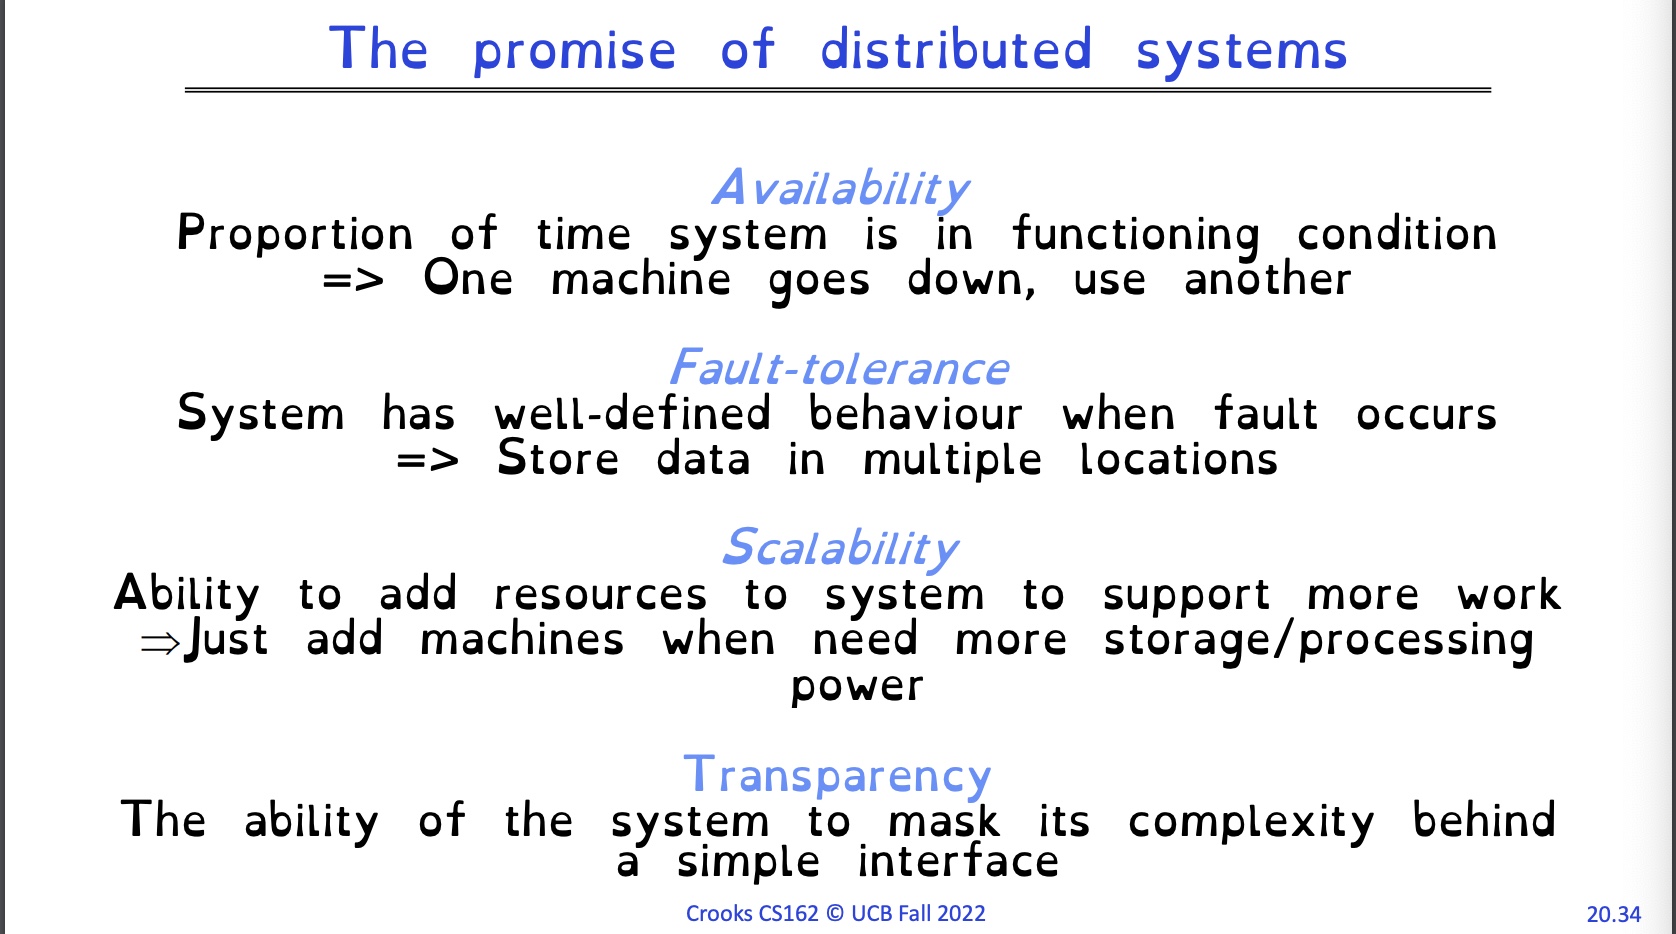 The promise of distributed systems
Availability
Proportion of time system is in functioning condition
=> One machine goes down, use another
Fault-tolerance
System has well-defined behaviour when fault occurs
=> Store data in multiple locations
Scalability
Ability to add resources to system to support more work
⇒Just add machines when need more storage/processing
power
Transparency
The ability of the system to mask its complexity behind
a simple interface
Crooks CS162 © UCB Fall 2022
20.34